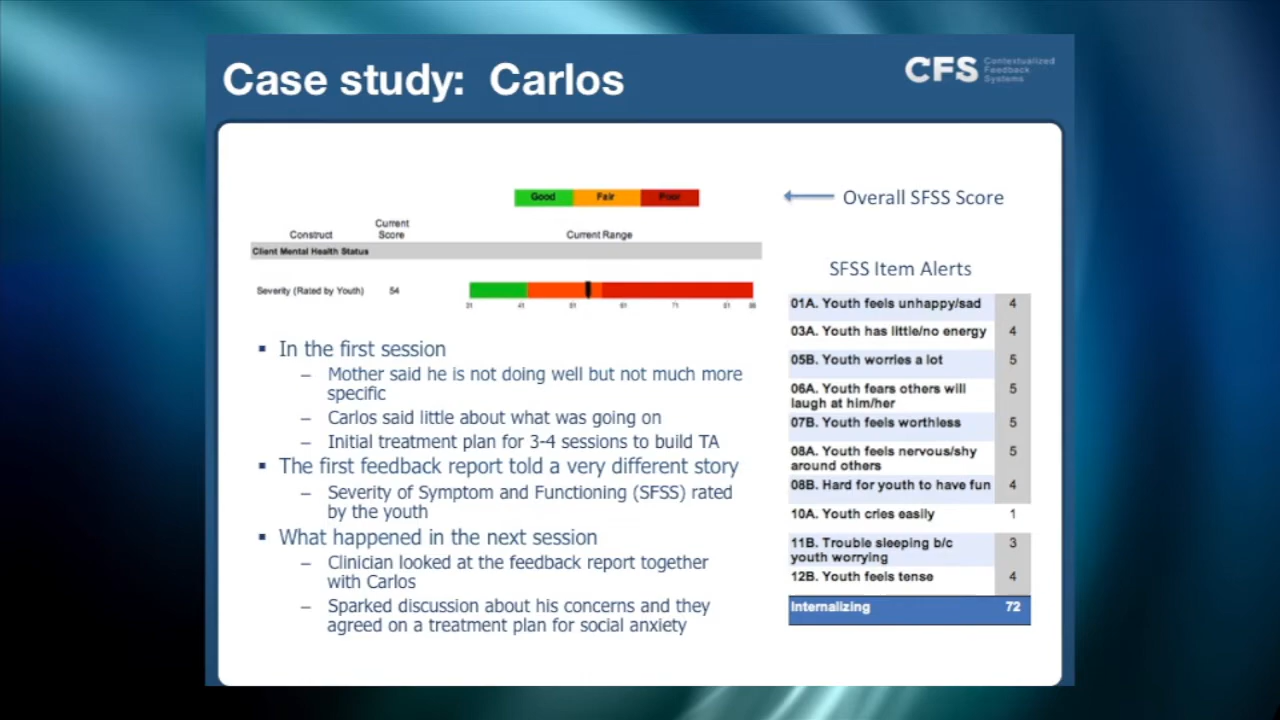 Case study: Carlos
CFS Contextualized
Feedback
Systems
Good Fair Poor
Overall SFSS Score
Construct
Current
Score
Current Range
Client Mental Health Status
Severity (Rated by Youth) 54
31 41 51 61 71 81
In the first session
– Mother said he is not doing well but not much more
specific
– Carlos said little about what was going on
– Initial treatment plan for 3-4 sessions to build TA
The first feedback report told a very different story
– Severity of Symptom and Functioning (SFSS) rated
by the youth
What happened in the next session
– Clinician looked at the feedback report together
with Carlos
– Sparked discussion about his concerns and they
agreed on a treatment plan for social anxiety
SFSS Item Alerts
01A. Youth feels unhappy/sad 4
03A. Youth has little/no energy 4
05B. Youth worries a lot 5
06A. Youth fears others will
laugh at him/her 5
07B. Youth feels worthless 5
08A. Youth feels nervous/shy
around others 5
08B. Hard for youth to have fun 4
10A. Youth cries easily 1
11B. Trouble sleeping b/c
youth worrying 3
12B. Youth feels tense 4
Internalizing 72